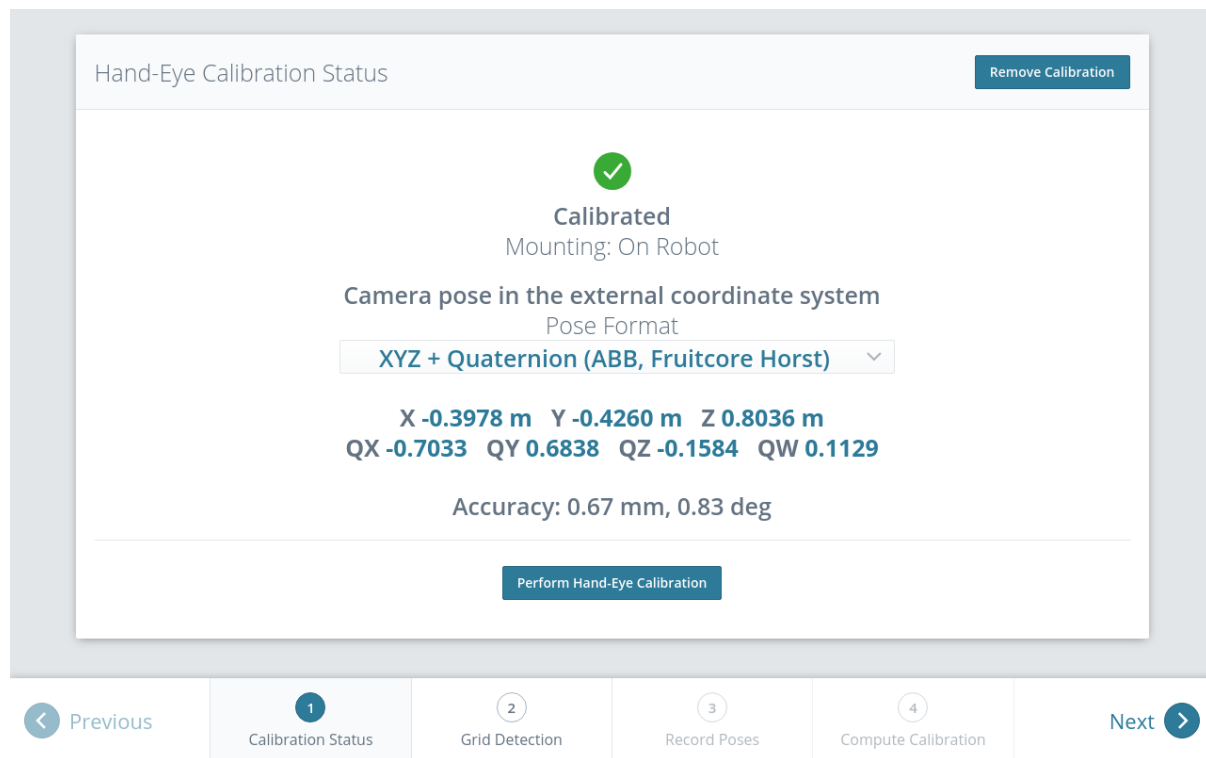 Hand-Eye Calibration Status
Remove Calibration
Calibrated
Mounting: On Robot
Camera pose in the external coordinate system
Pose Format
XYZ + Quaternion (ABB, Fruitcore Horst)
X -0.3978 m Y -0.4260 m Z 0.8036 m
QX -0.7033 QY 0.6838 QZ -0.1584 QW 0.1129
Accuracy: 0.67 mm, 0.83 deg
Perform Hand-Eye Calibration
Previous
1
Calibration Status
2
Grid Detection
3
Record Poses
4
Compute Calibration
Next